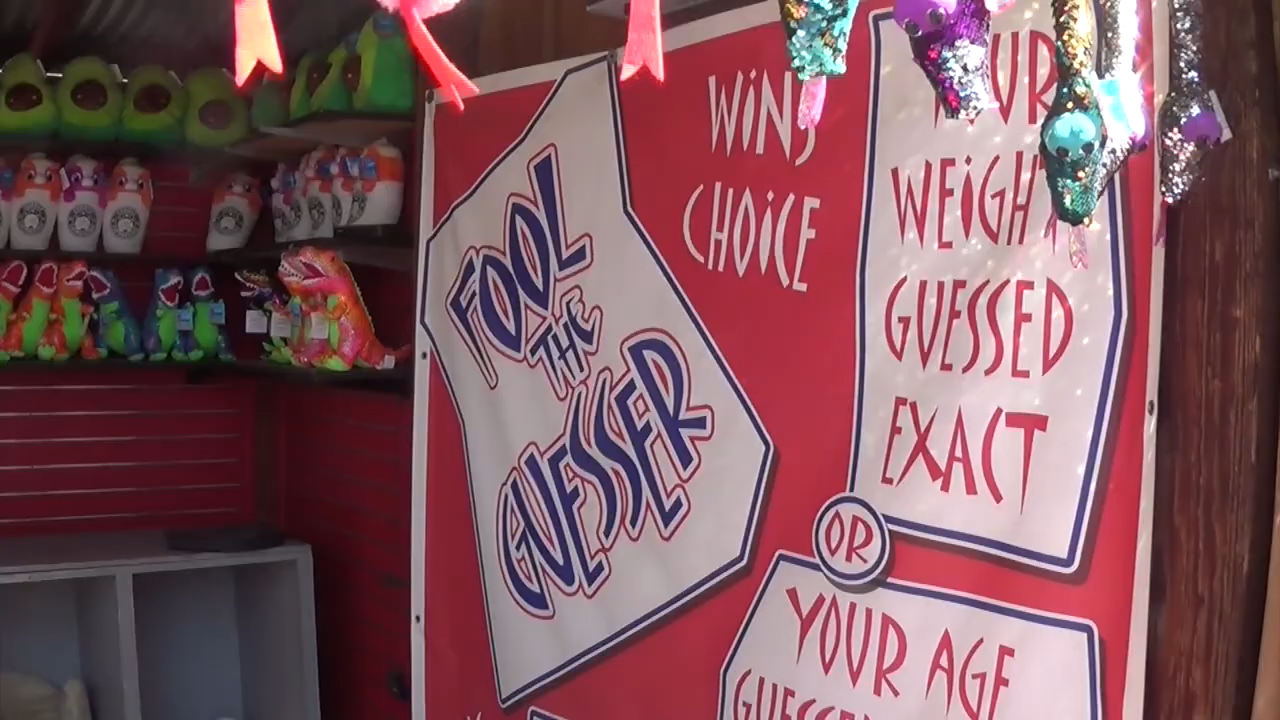 FOOL
THE
GUESSER
WINS
CHOICE
YOUR
WEIGHT
GUESSED
EXACT
OR
YOUR AGE
GUESSED